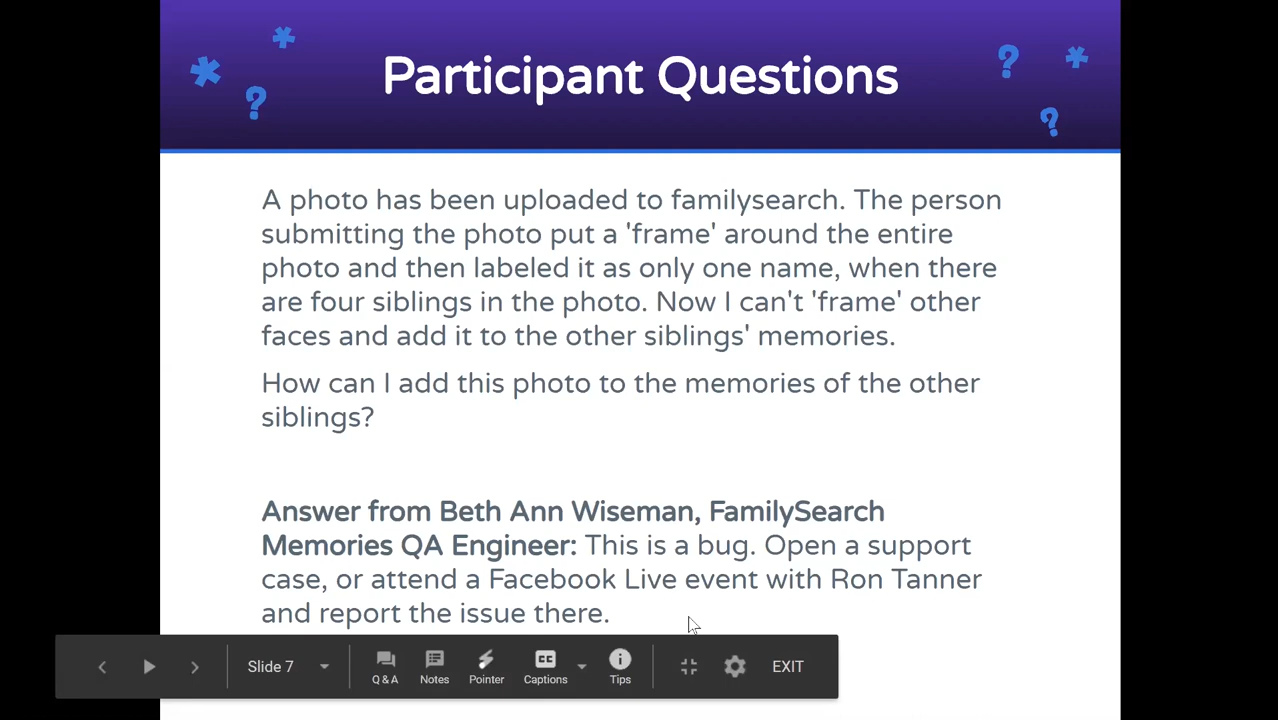 Participant Questions
A photo has been uploaded to familysearch. The person
submitting the photo put a 'frame' around the entire
photo and then labeled it as only one name, when there
are four siblings in the photo. Now I can't 'frame' other
faces and add it to the other siblings' memories.
How can I add this photo to the memories of the other
siblings?
Answer from Beth Ann Wiseman, FamilySearch
Memories QA Engineer: This is a bug. Open a support
case, or attend a Facebook Live event with Ron Tanner
and report the issue there.
Slide 7
Q & A
Notes
Pointer
CC
Captions
Tips
EXIT